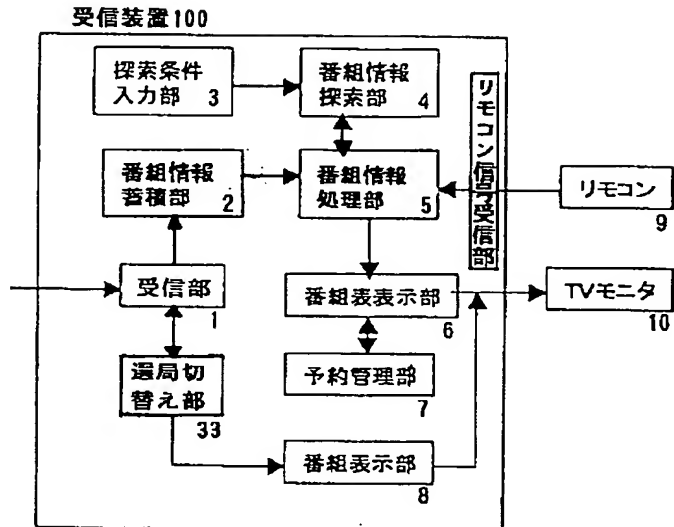 受信装置100
探索条件
入力部 3
番組情報
探索部 4
リモコン信号受信部
番組情報
蓄積部 2
番組情報
処理部 5
リモコン
9
受信部
1
番組表表示部
6
TVモニタ
10
選局切
替え部
33
予約管理部
7
番組表示部
8